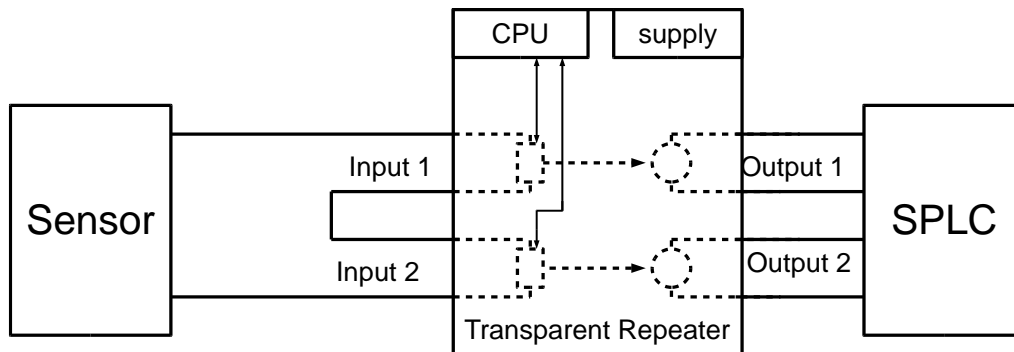 CPU
supply
Input 1
Output 1
Sensor
SPLC
Input 2
Output 2
Transparent Repeater